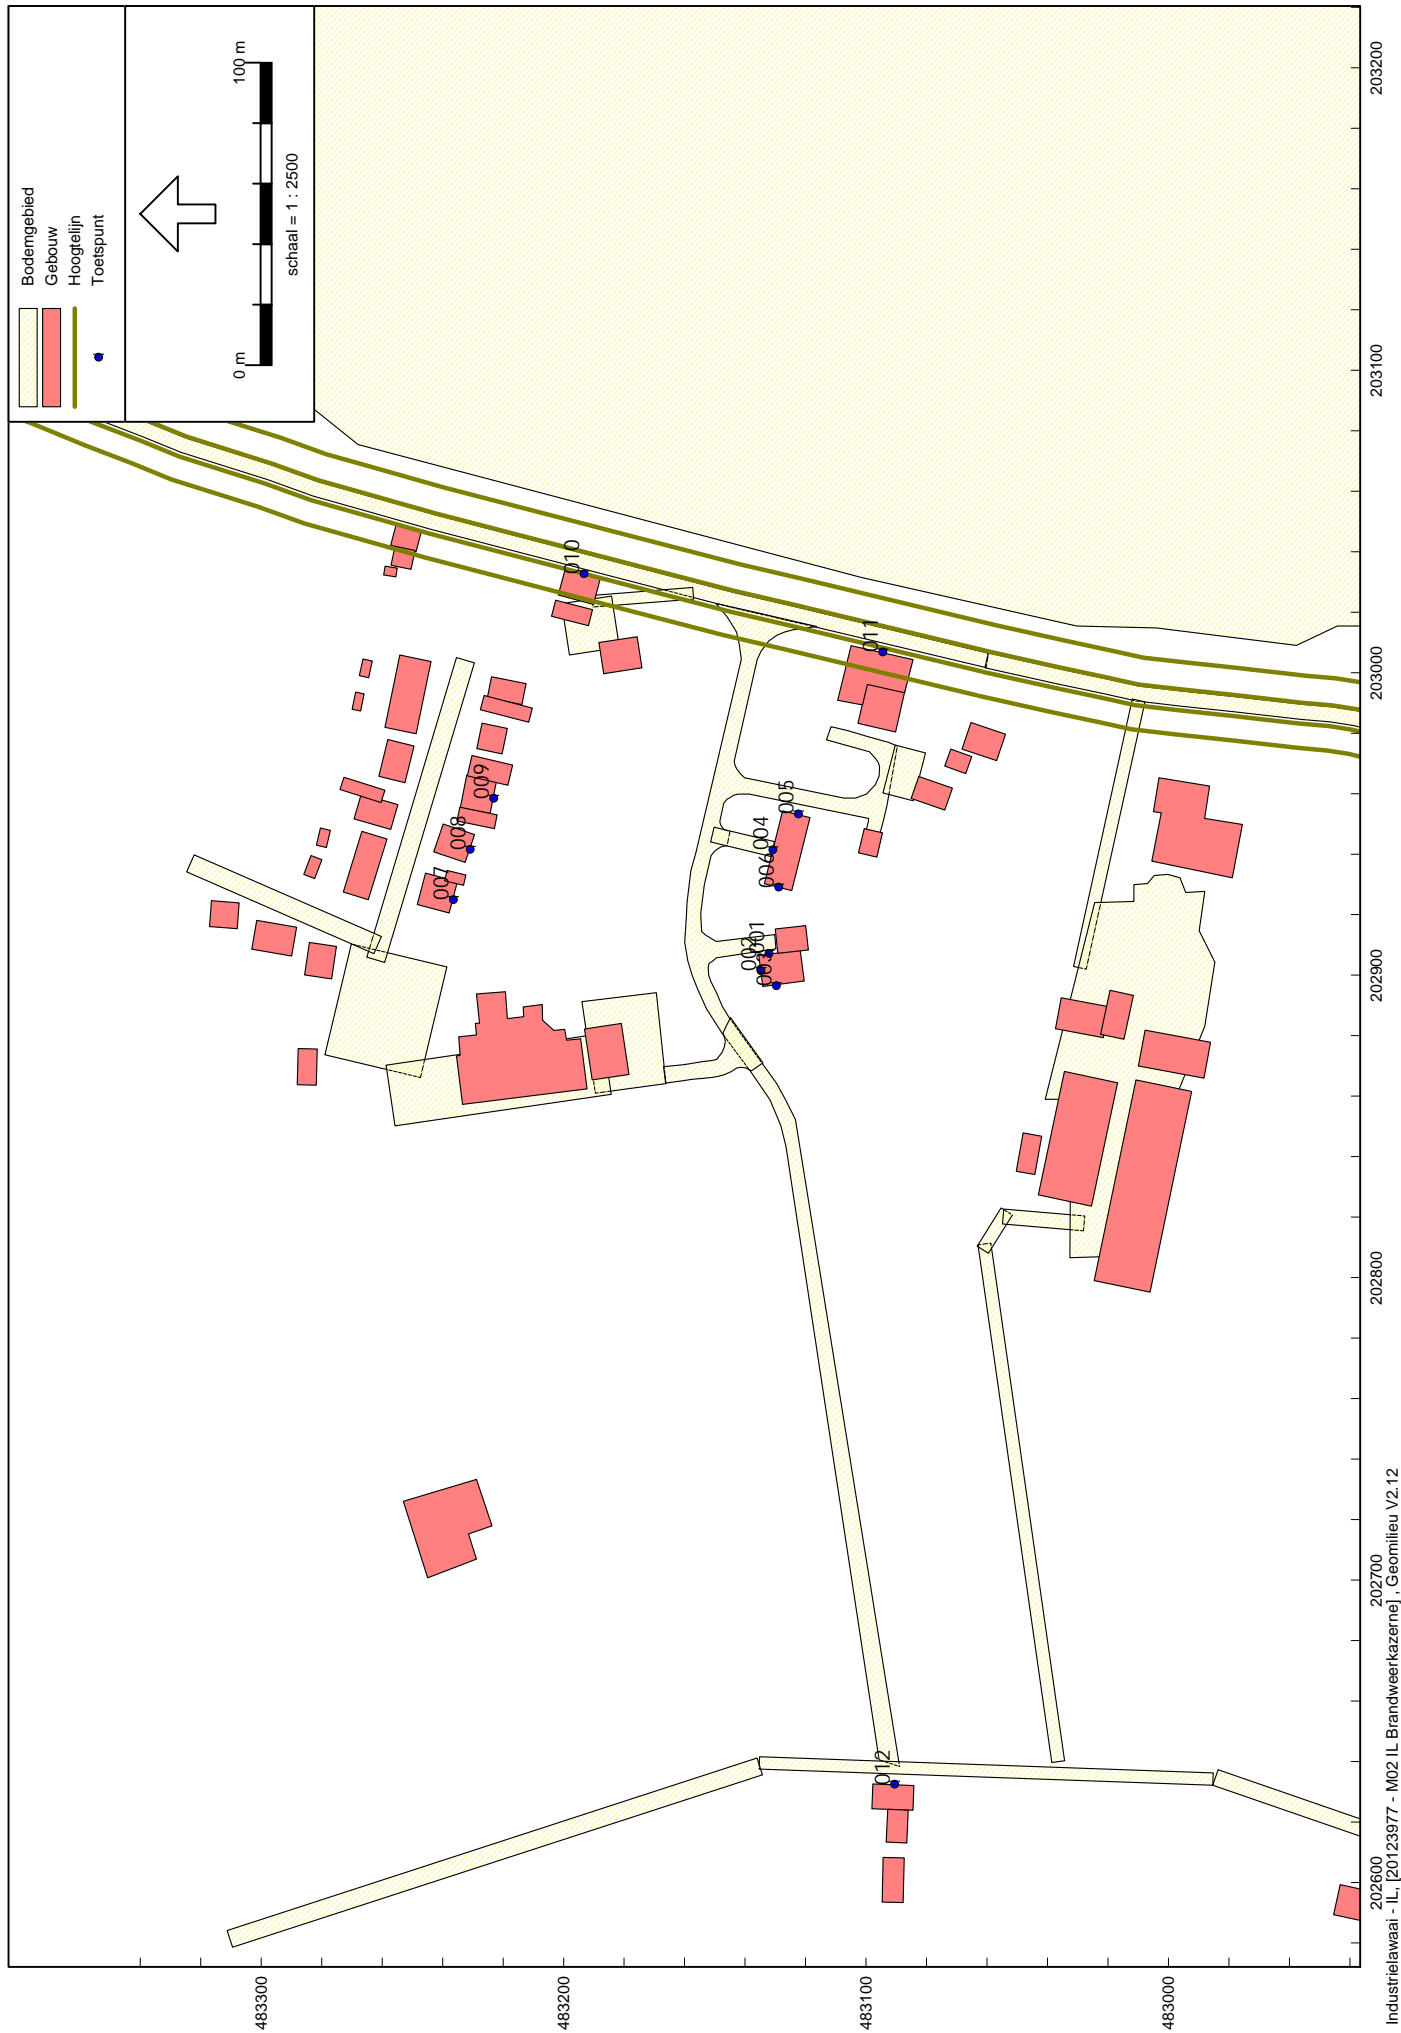 Bodemgebied
Gebouw
Hoogtelijn
Toetspunt
0 m
100 m
schaal = 1 : 2500
010
011
009
008
007
005
004
006
001
002
003
012
483300
483200
483100
483000
202600
202700
202800
202900
203000
203100
203200
Industrielawaai - IL, [20123977 - M02 IL Brandweerkazerne] , Geomilieu V2.12